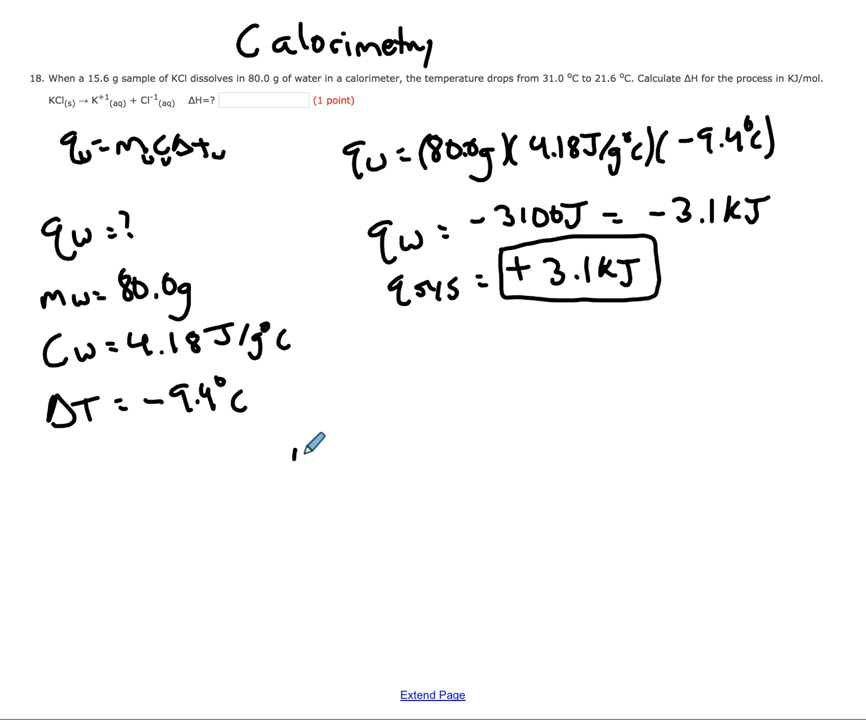 Calorimetry
18. When a 15.6 g sample of KCl dissolves in 80.0 g of water in a calorimeter, the temperature drops from 31.0 °C to 21.6 °C. Calculate ΔH for the process in KJ/mol.
KCl(s) → K+1(aq) + Cl-1(aq) ΔH=? (1 point)
qw = mwCwΔtw
qw = (80.0g)(4.18J/g°c)(-9.4°c)
qw = ?
qw = -3100J = -3.1KJ
mw = 80.0g
qsys = +3.1KJ
Cw = 4.18J/g°C
ΔT = -9.4°C
Extend Page